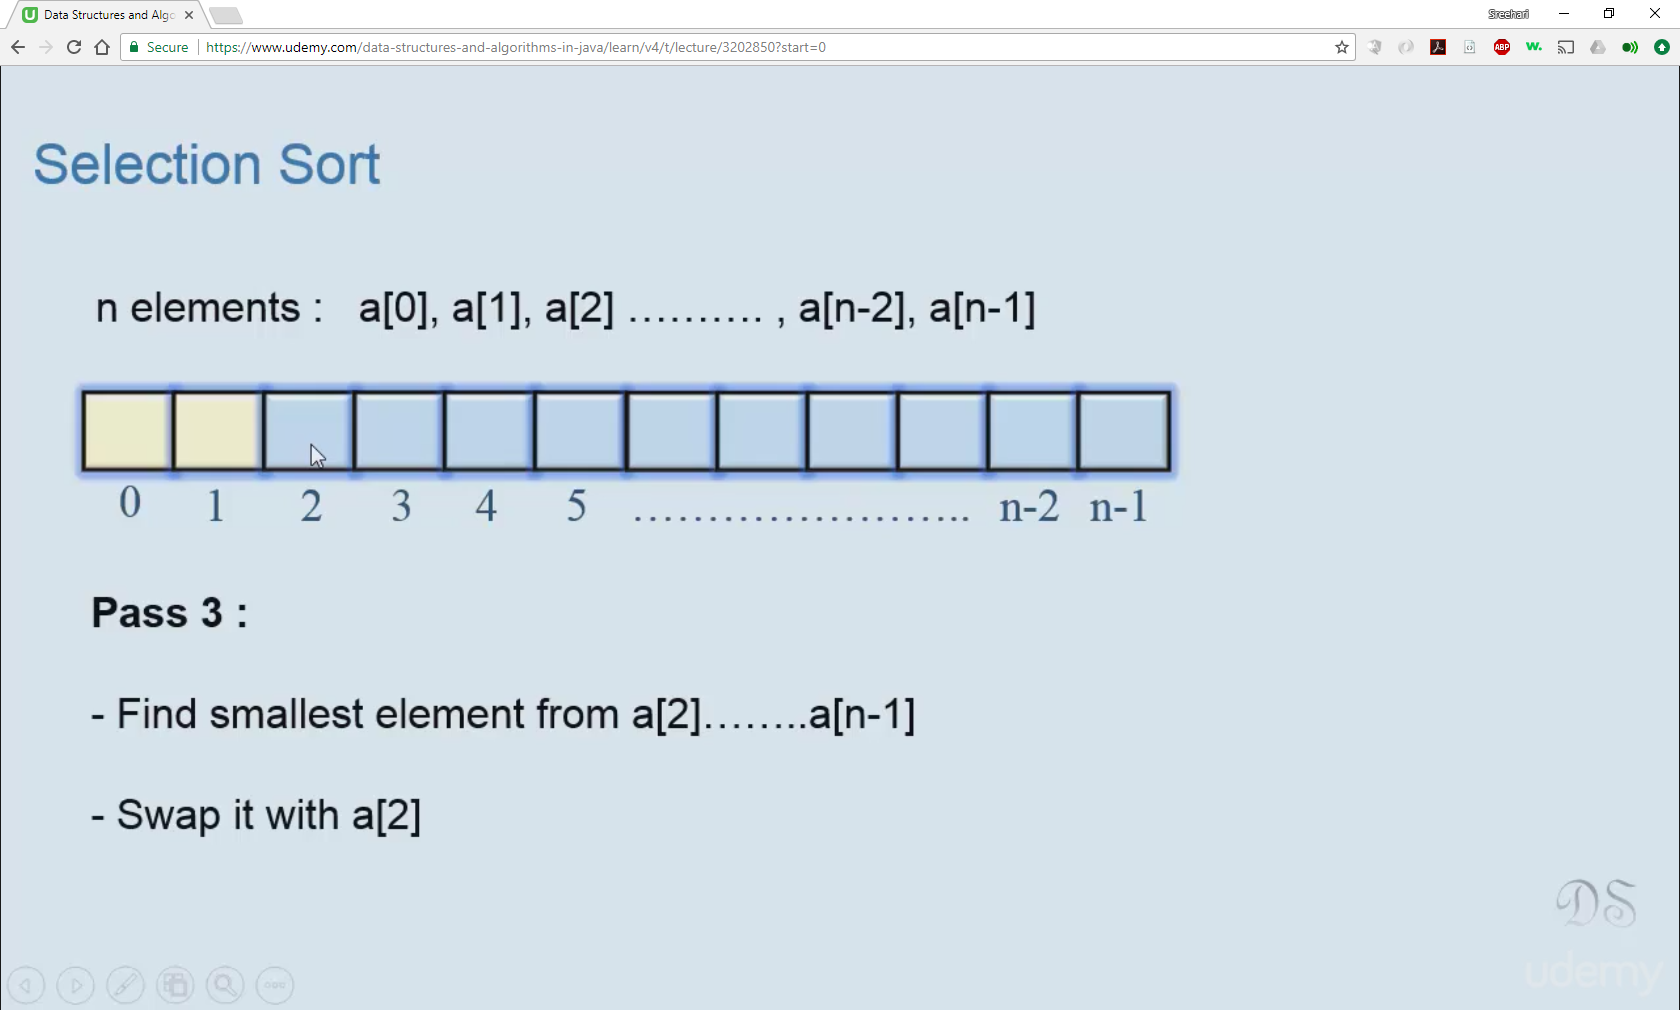 Data Structures and Algo
Sreehari
Secure
https://www.udemy.com/data-structures-and-algorithms-in-java/learn/v4/t/lecture/3202850?start=0
ABP
w.
Selection Sort
n elements : a[0], a[1], a[2] .......... , a[n-2], a[n-1]
0 1 2 3 4 5 ....................... n-2 n-1
Pass 3 :
- Find smallest element from a[2]........a[n-1]
- Swap it with a[2]
DS
udemy